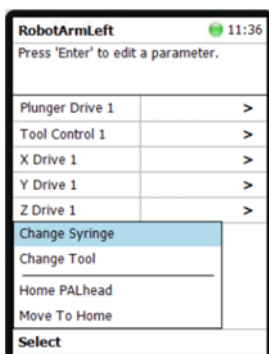 RobotArmLeft 11:36
Press 'Enter' to edit a parameter.
Plunger Drive 1 >
Tool Control 1 >
X Drive 1 >
Y Drive 1 >
Z Drive 1 >
Change Syringe
Change Tool
Home PALhead
Move To Home
Select